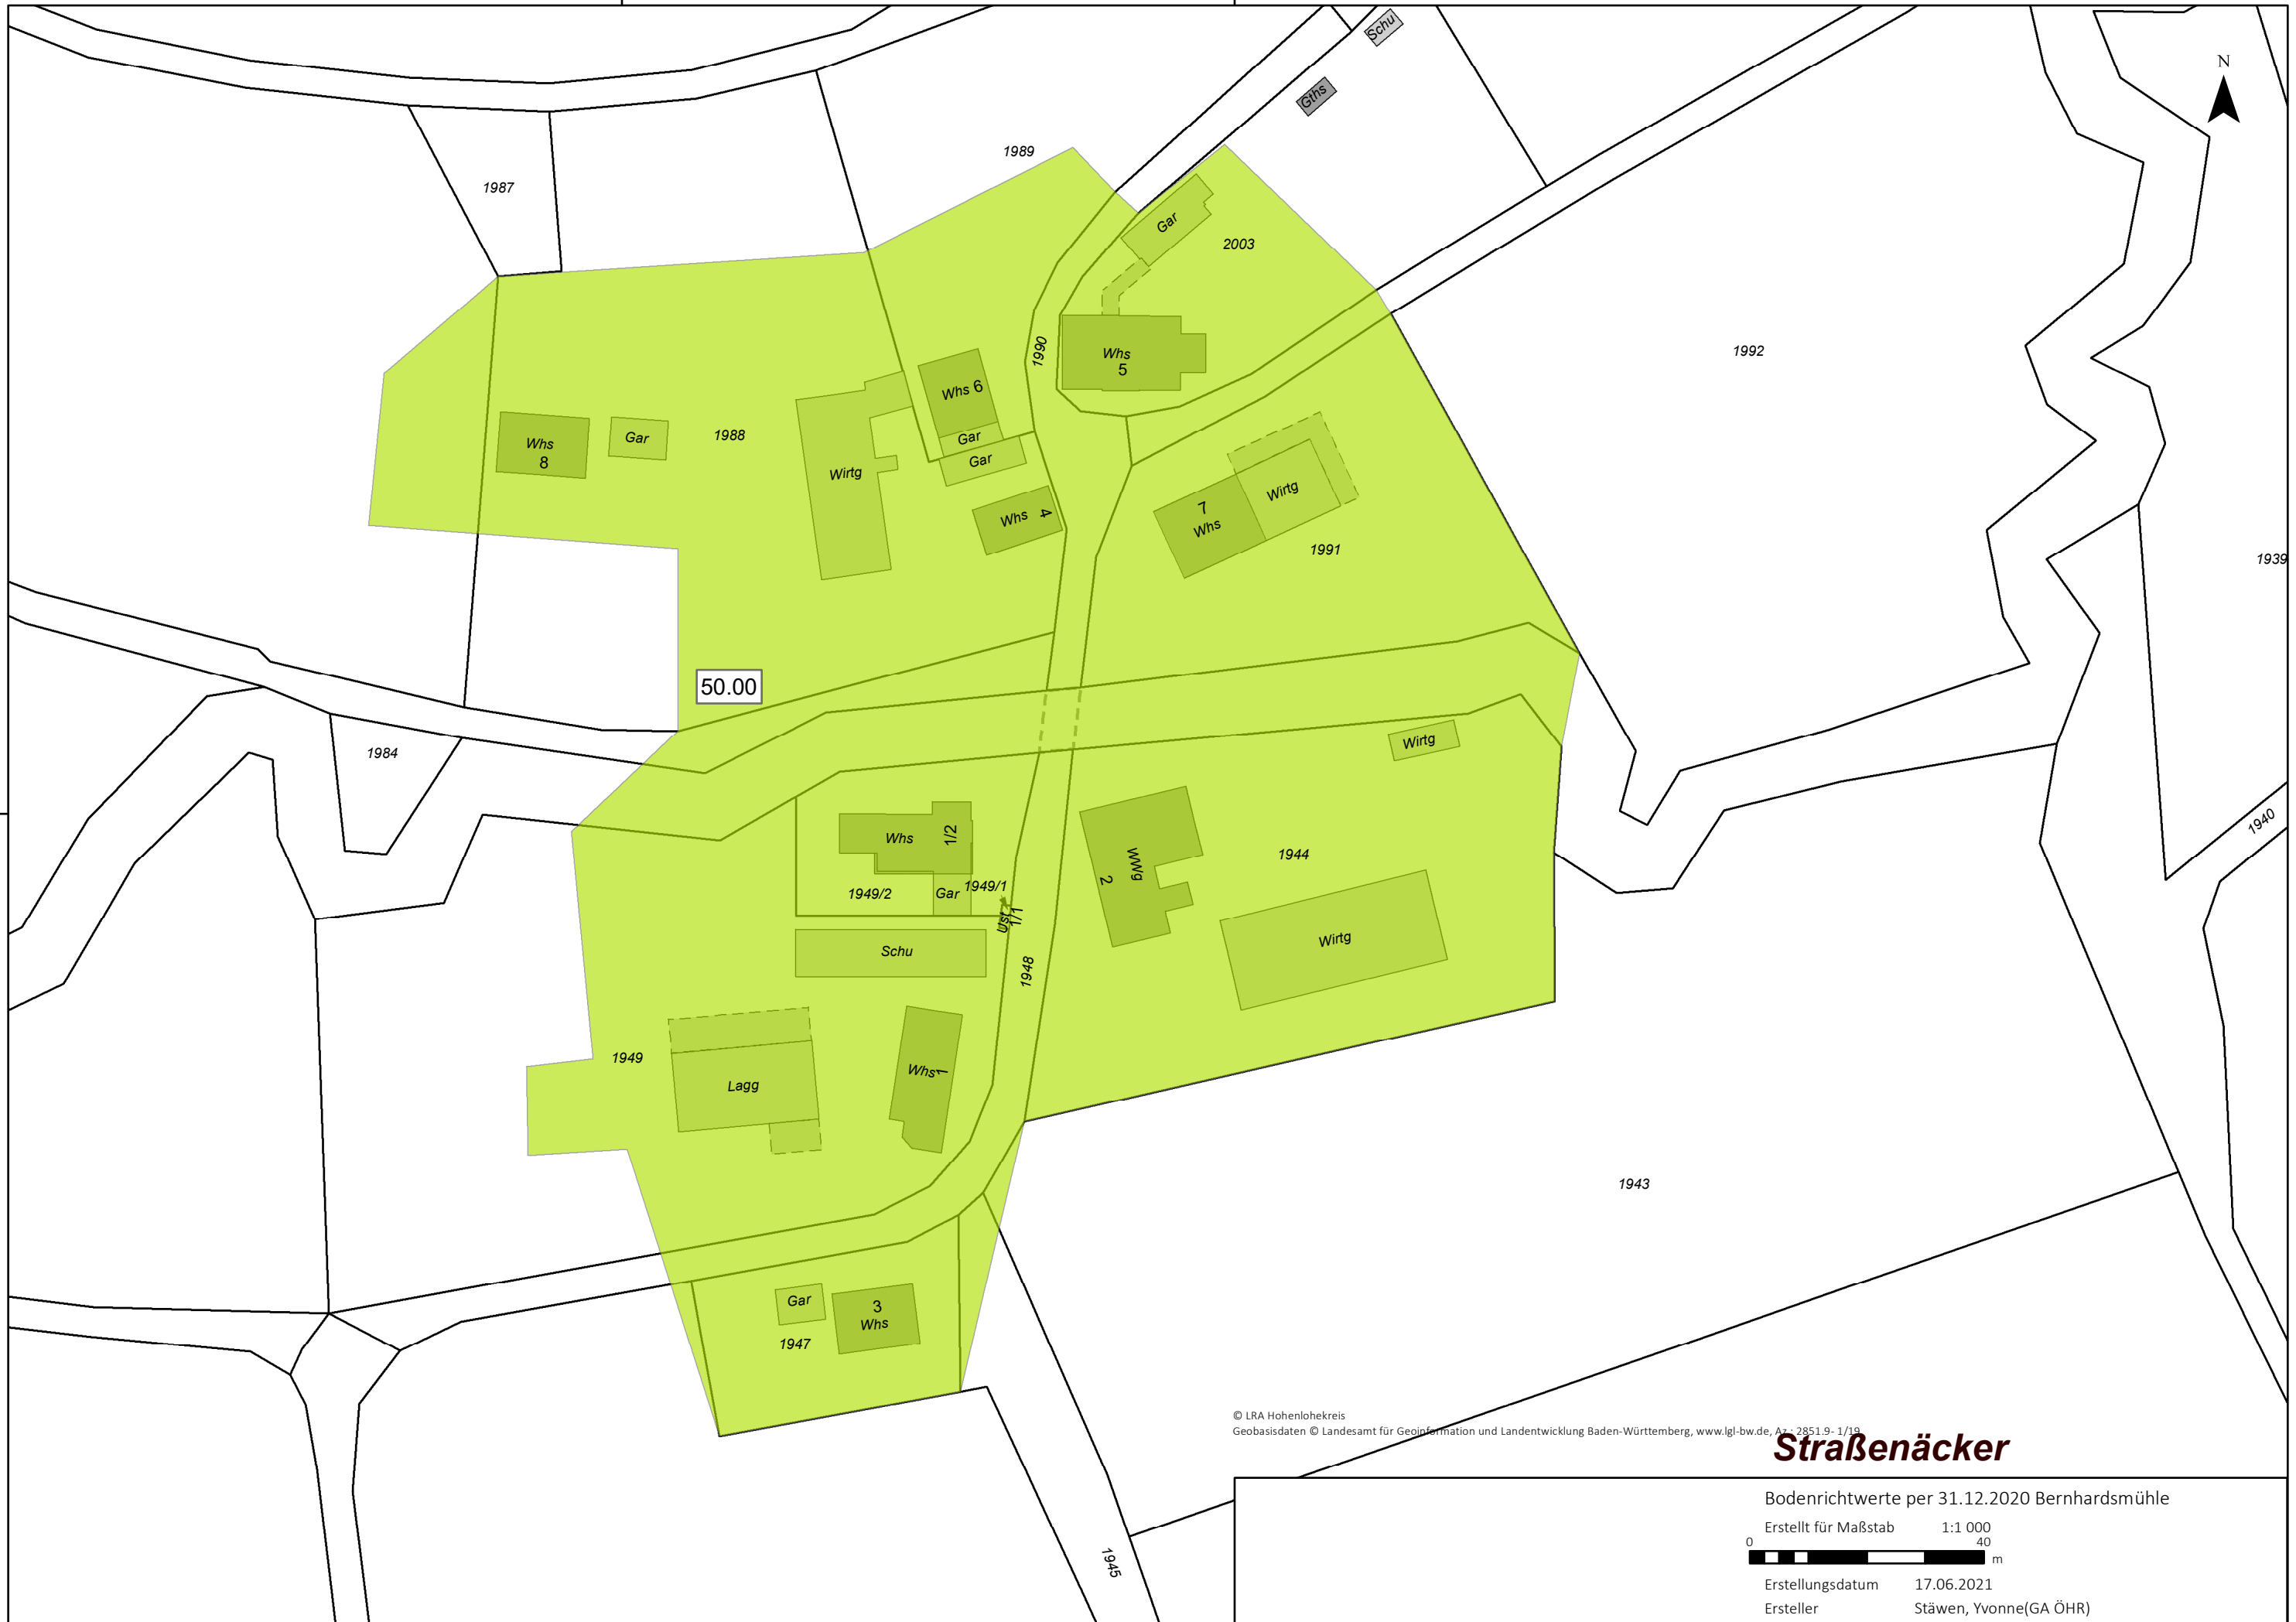 Schu
N
Gths
1989
1987
Gar
2003
1990
Whs
5
1992
Whs 6
1988
Gar
Whs
8
Gar
Gar
Wirtg
Wirtg
7
Whs
Whs 4
1991
1939
50.00
1984
Wirtg
1940
Whs
1/2
1944
WWg
2
1949/2
Gar
1949/1
Ust
1/1
Wirtg
Schu
1948
1949
Lagg
Whs
1
1943
Gar
3
Whs
1947
© LRA Hohenlohekreis
Geobasisdaten © Landesamt für Geoinformation und Landentwicklung Baden-Württemberg, www.lgl-bw.de, Az.: 2851.9- 1/19
Straßenäcker
Bodenrichtwerte per 31.12.2020 Bernhardsmühle
Erstellt für Maßstab 1:1 000
0 40
m
1945
Erstellungsdatum 17.06.2021
Ersteller Stäwen, Yvonne(GA ÖHR)